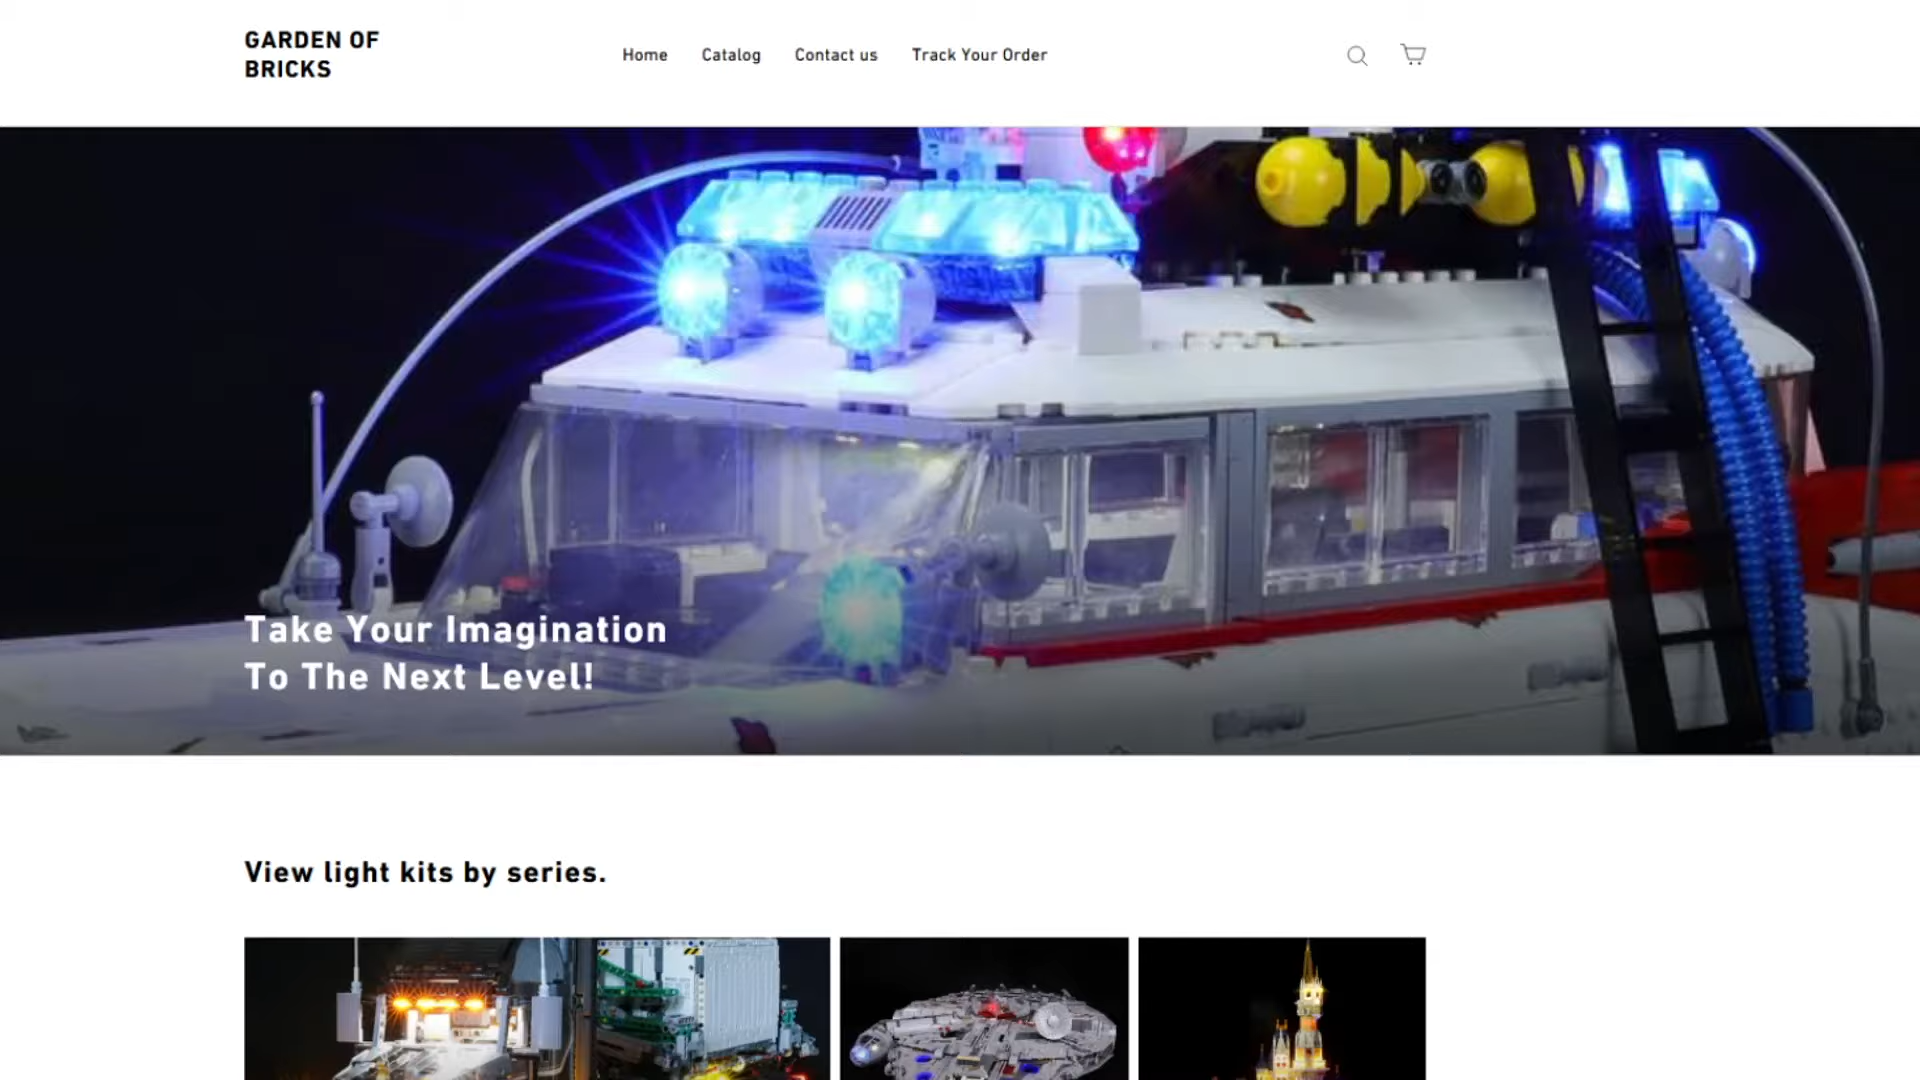 GARDEN OF
BRICKS
Home Catalog Contact us Track Your Order
Take Your Imagination
To The Next Level!
View light kits by series.